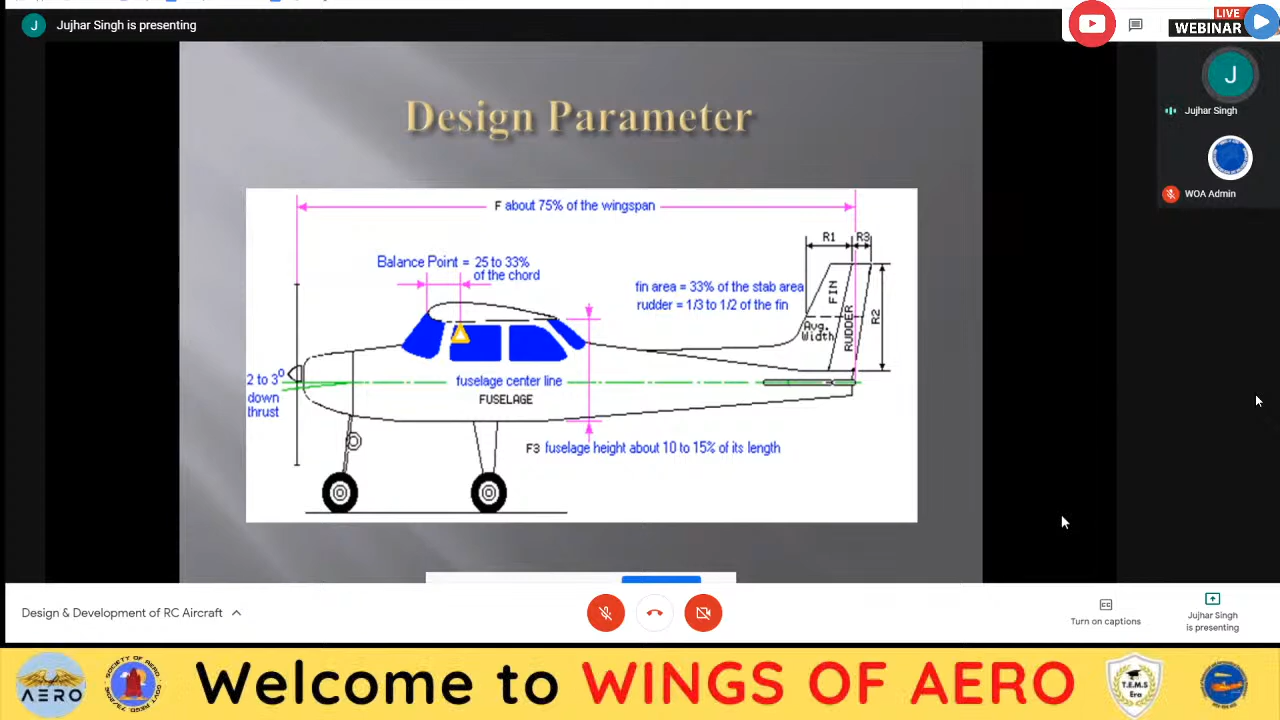 J Jujhar Singh is presenting
LIVE
WEBINAR
J
Jujhar Singh
WOA Admin
Design Parameter
F about 75% of the wingspan
R1 R3
Balance Point = 25 to 33%
of the chord
fin area = 33% of the stab area
rudder = 1/3 to 1/2 of the fin
FIN
RUDDER
R2
Avg.
Width
2 to 3°
down
thrust
fuselage center line
FUSELAGE
F3 fuselage height about 10 to 15% of its length
Design & Development of RC Aircraft
Turn on captions
Jujhar Singh
is presenting
AERO
Welcome to WINGS OF AERO
T.E.M.S
Era